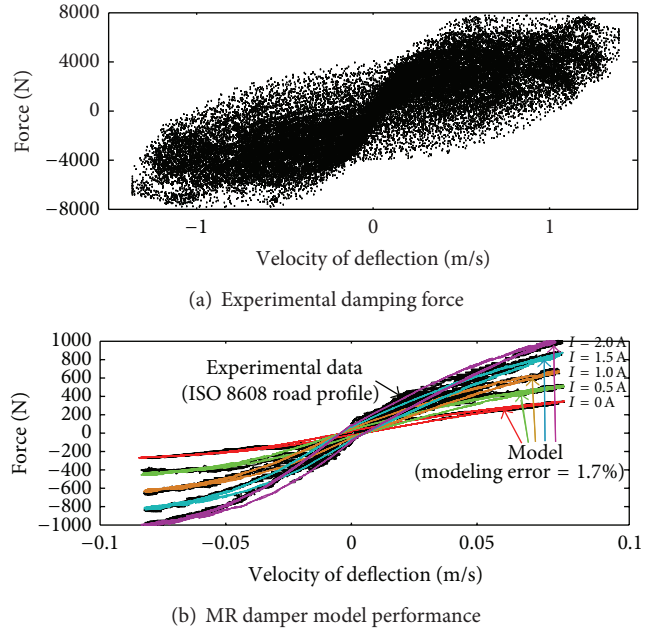 8000
4000
0
−4000
−8000
Force (N)
−1
0
1
Velocity of deflection (m/s)
(a) Experimental damping force
1000
800
600
400
200
0
−200
−400
−600
−800
−1000
Force (N)
Experimental data
(ISO 8608 road profile)
I = 2.0 A
I = 1.5 A
I = 1.0 A
I = 0.5 A
I = 0 A
Model
(modeling error = 1.7%)
−0.1
−0.05
0
0.05
0.1
Velocity of deflection (m/s)
(b) MR damper model performance